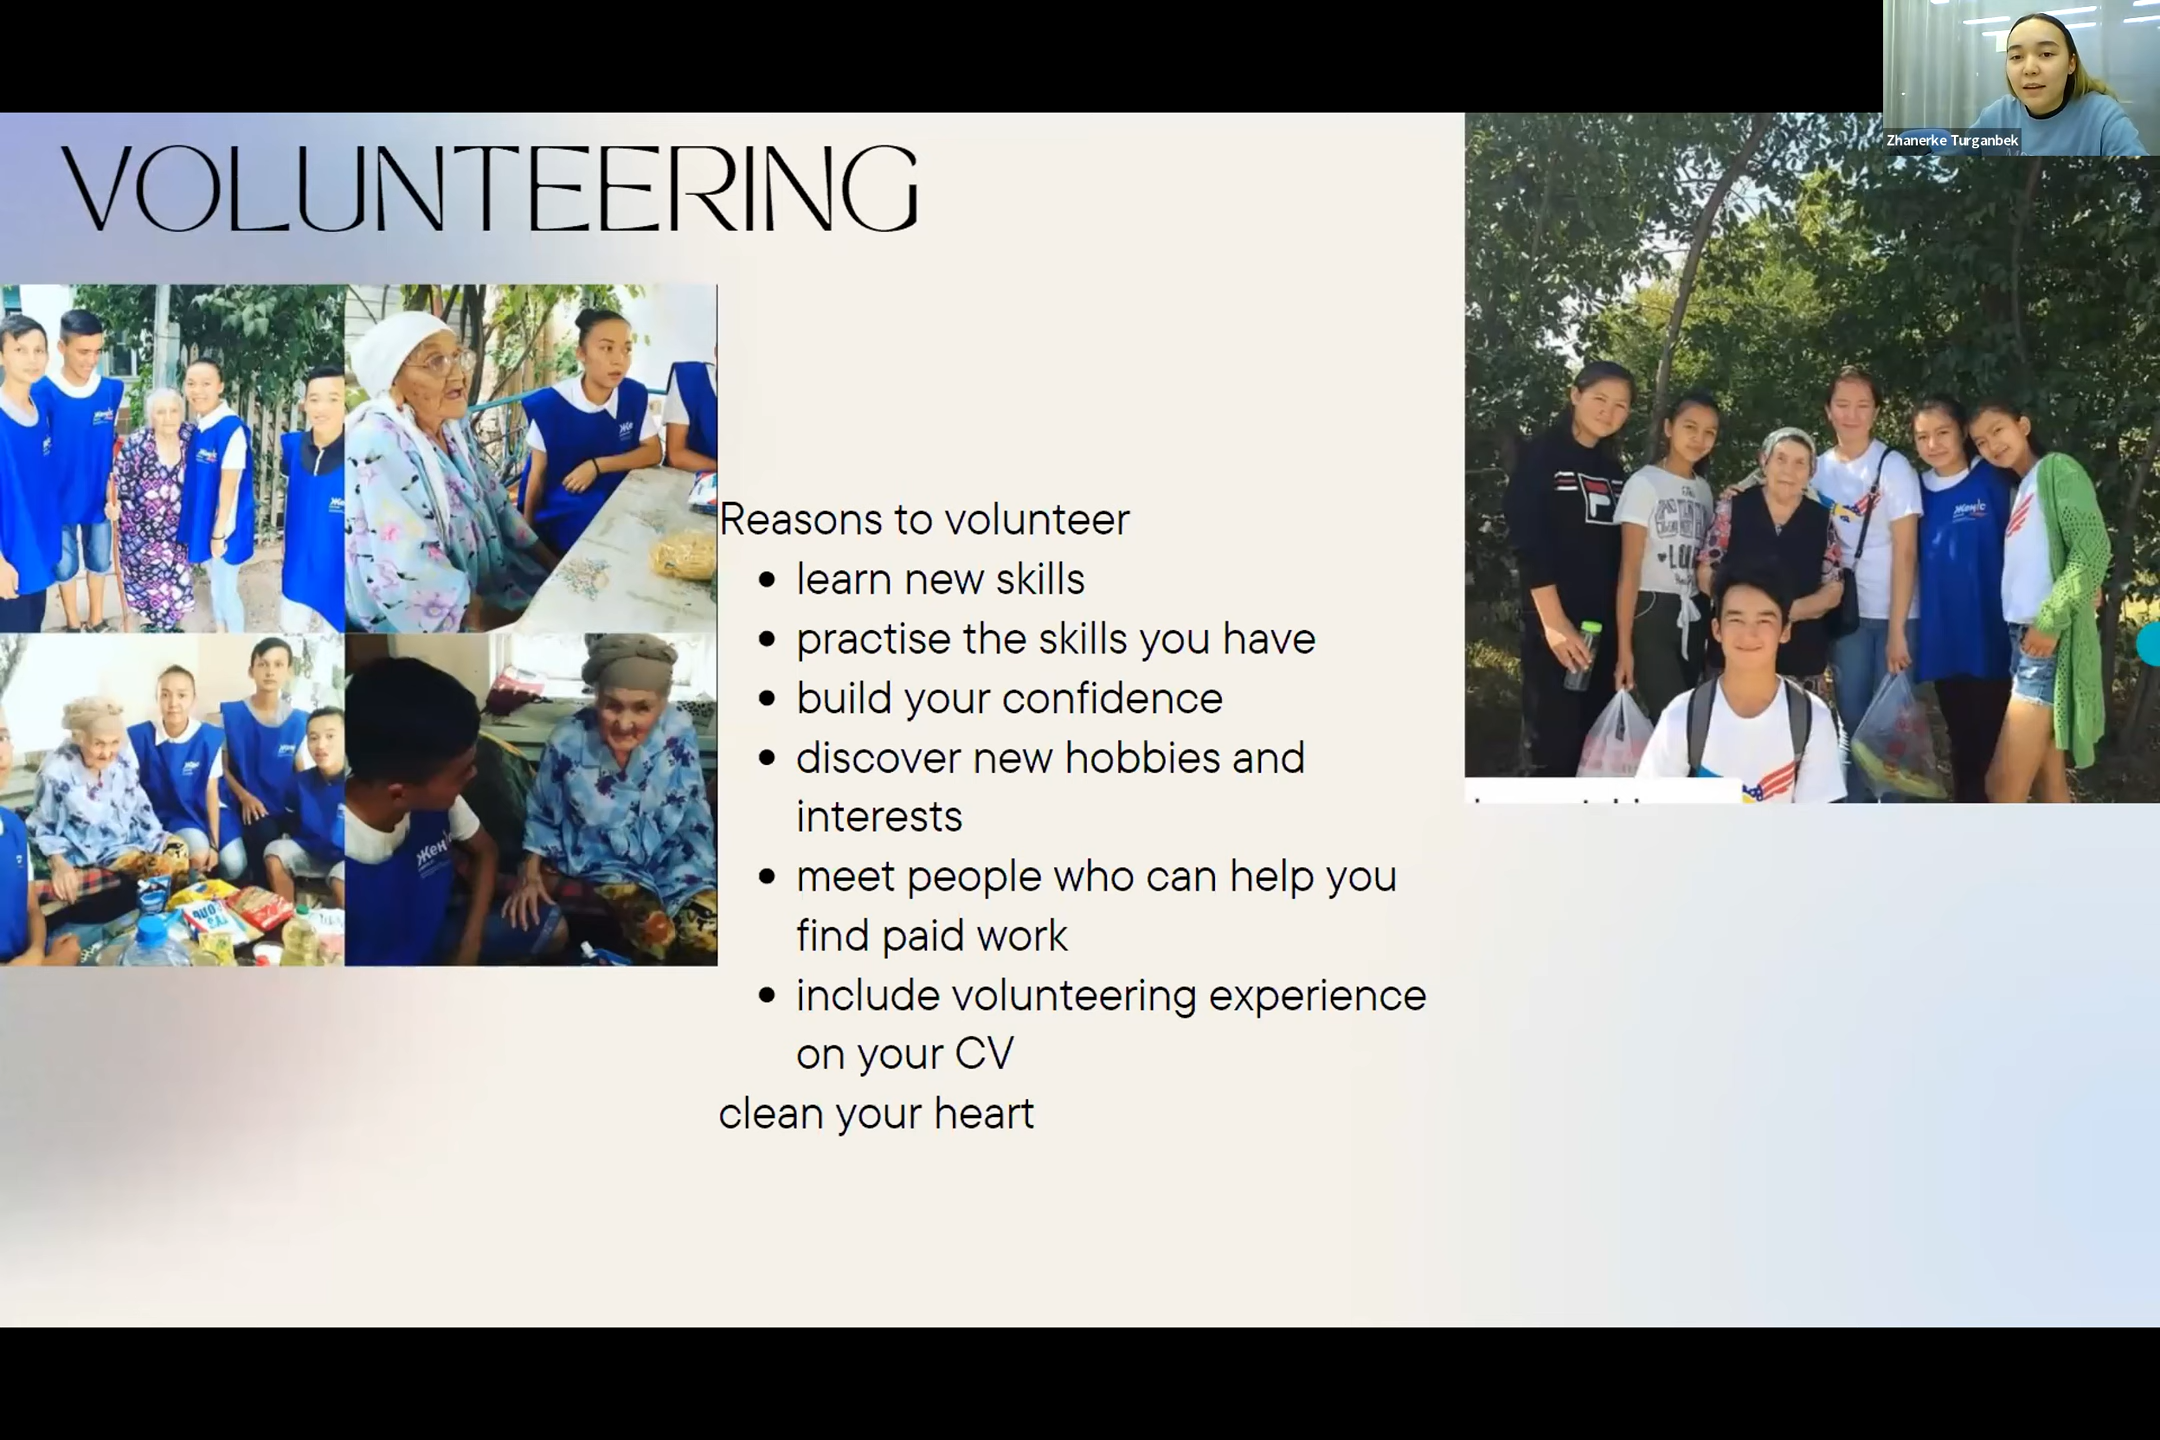 Zhanerke Turganbek
VOLUNTEERING
Reasons to volunteer
• learn new skills
• practise the skills you have
• build your confidence
• discover new hobbies and
interests
• meet people who can help you
find paid work
• include volunteering experience
on your CV
clean your heart
Жеңіс
Жеңіс